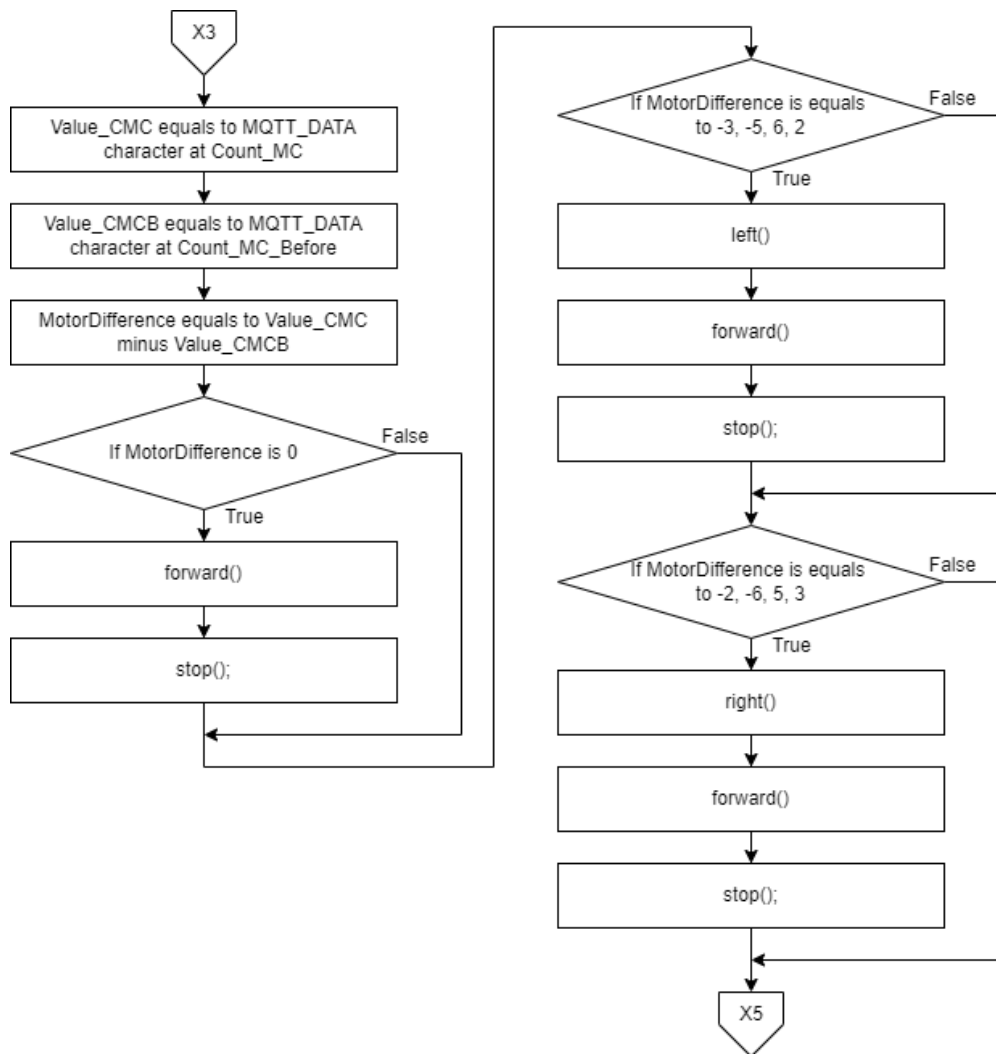 X3
Value_CMC equals to MQTT_DATA
character at Count_MC
Value_CMCB equals to MQTT_DATA
character at Count_MC_Before
MotorDifference equals to Value_CMC
minus Value_CMCB
If MotorDifference is 0
False
True
forward()
stop();
If MotorDifference is equals
to -3, -5, 6, 2
False
True
left()
forward()
stop();
If MotorDifference is equals
to -2, -6, 5, 3
False
True
right()
forward()
stop();
X5